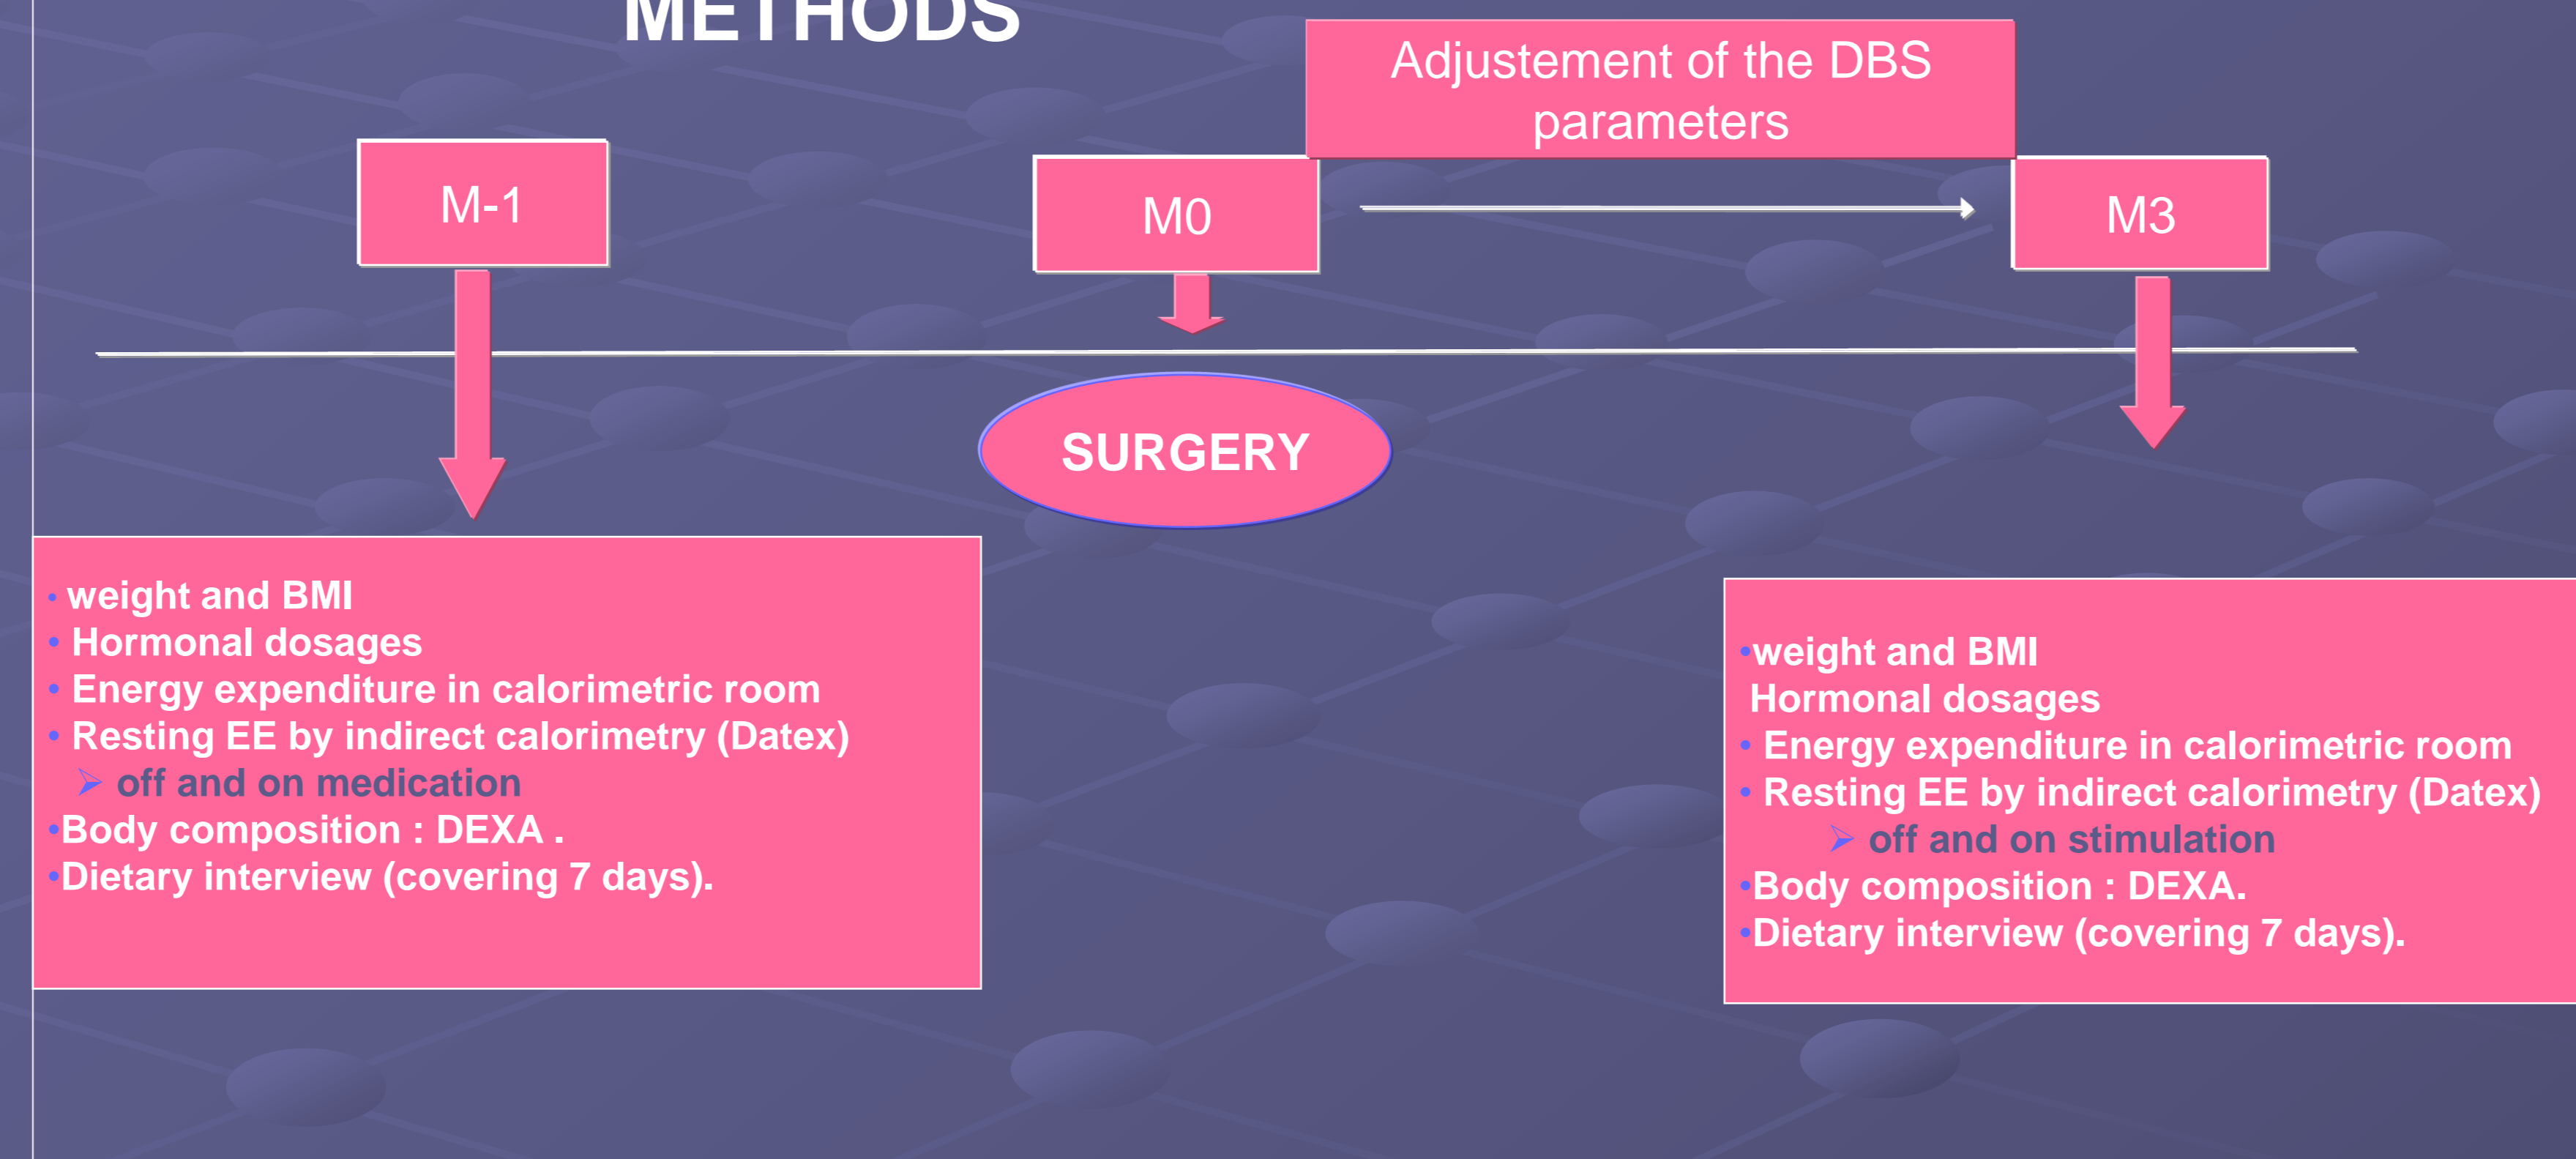 METHODS
Adjustement of the DBS
parameters
M-1
M0
M3
SURGERY
• weight and BMI
• Hormonal dosages
• Energy expenditure in calorimetric room
• Resting EE by indirect calorimetry (Datex)
➢ off and on medication
•Body composition : DEXA .
•Dietary interview (covering 7 days).
•weight and BMI
Hormonal dosages
• Energy expenditure in calorimetric room
• Resting EE by indirect calorimetry (Datex)
➢ off and on stimulation
•Body composition : DEXA.
•Dietary interview (covering 7 days).